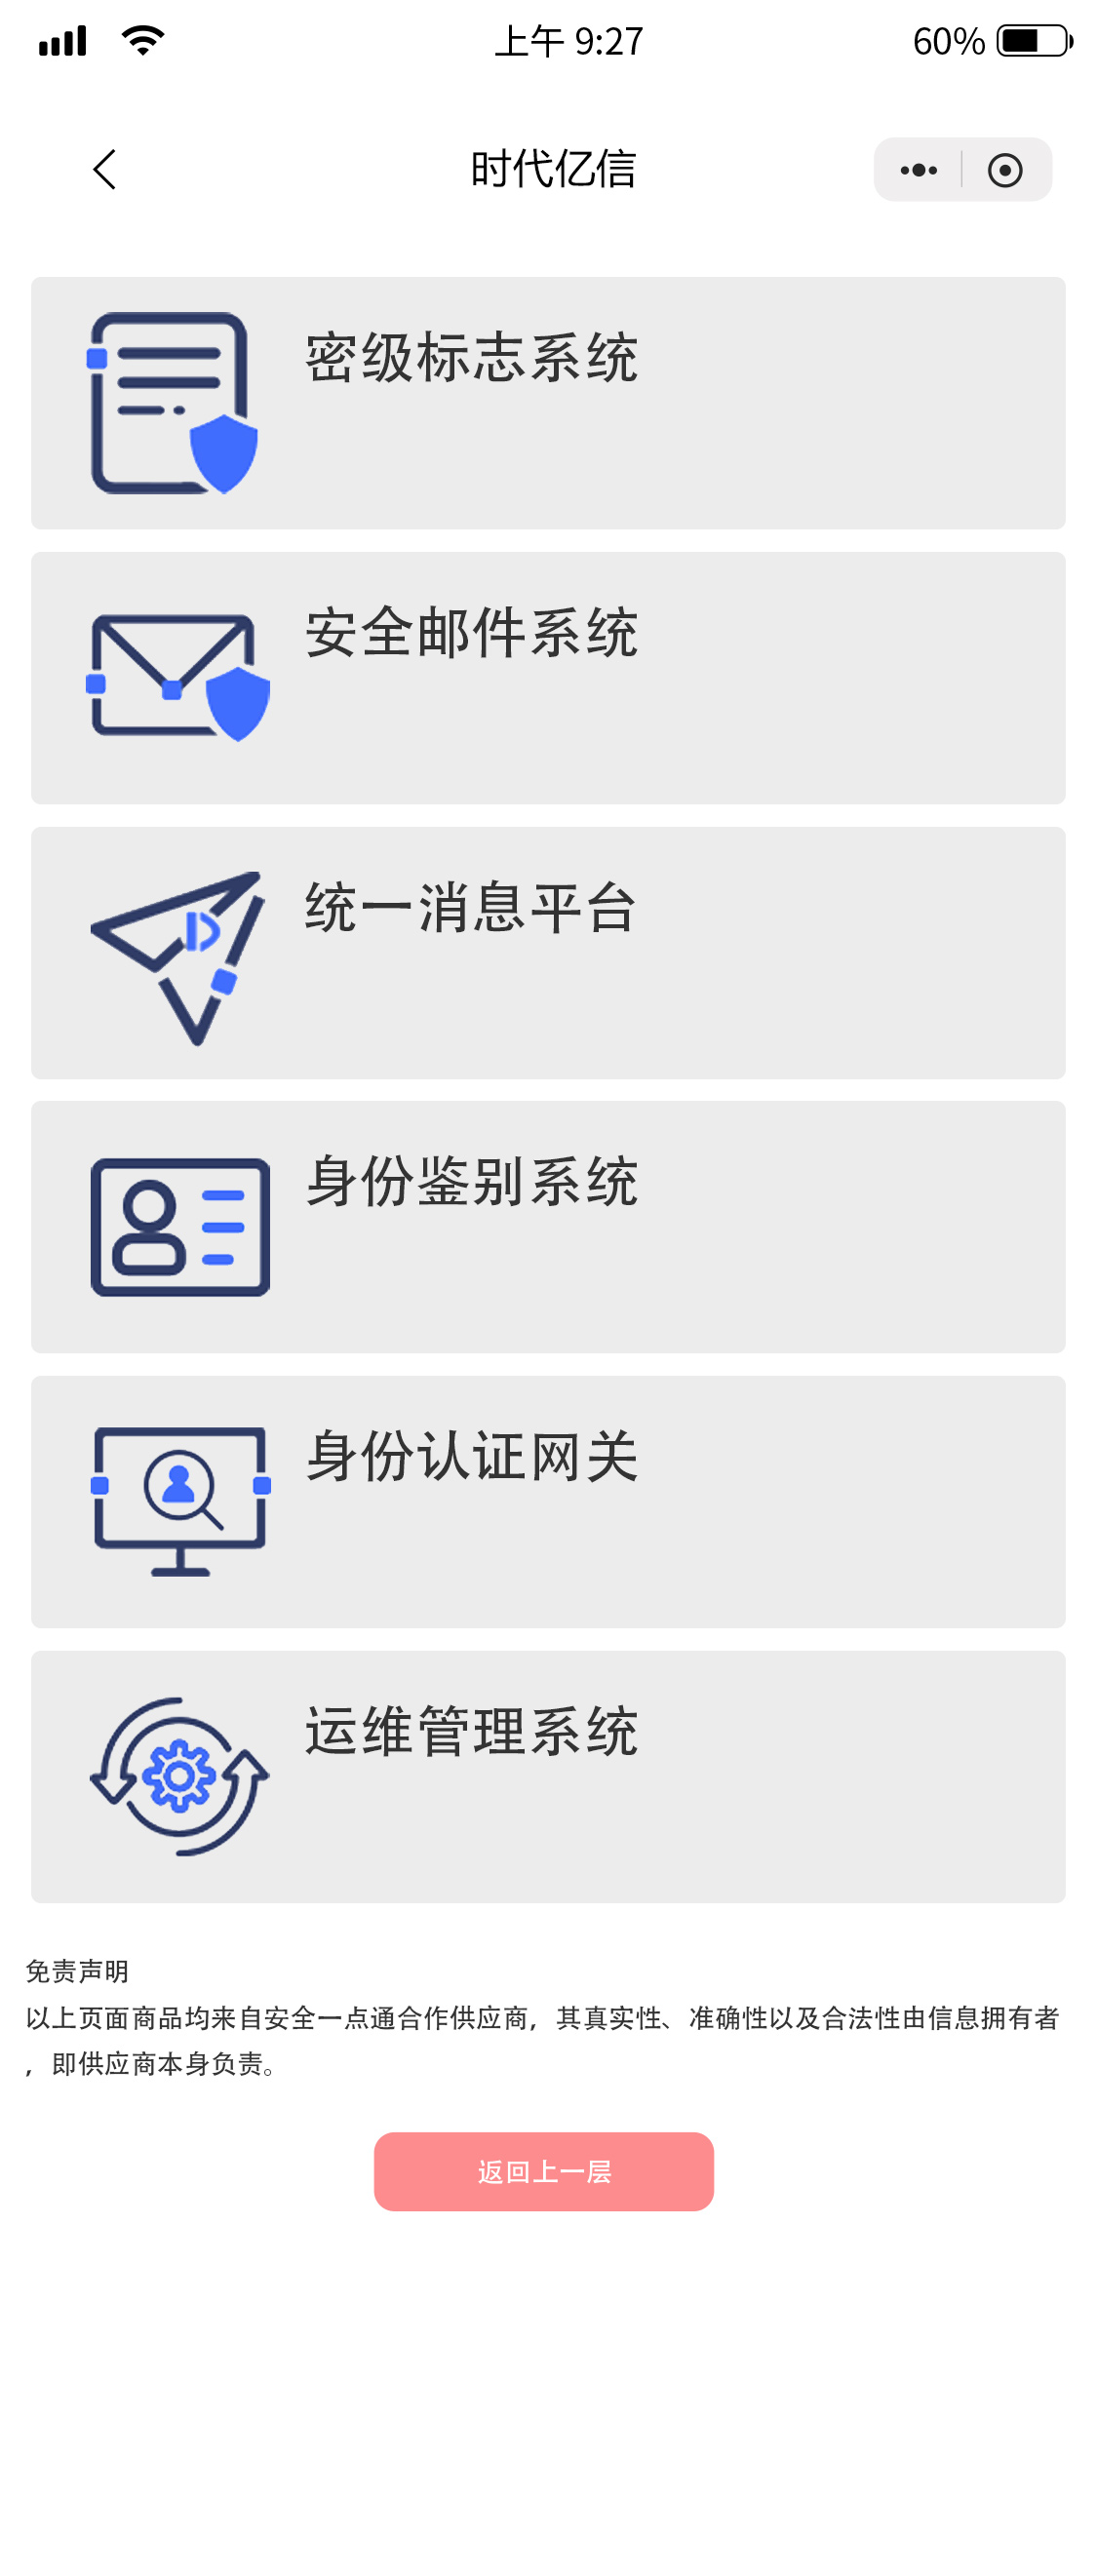 上午 9:27
60%
时代亿信
密级标志系统
安全邮件系统
统一消息平台
身份鉴别系统
身份认证网关
运维管理系统
免责声明
以上页面商品均来自安全一点通合作供应商，其真实性、准确性以及合法性由信息拥有者
，即供应商本身负责。
返回上一层